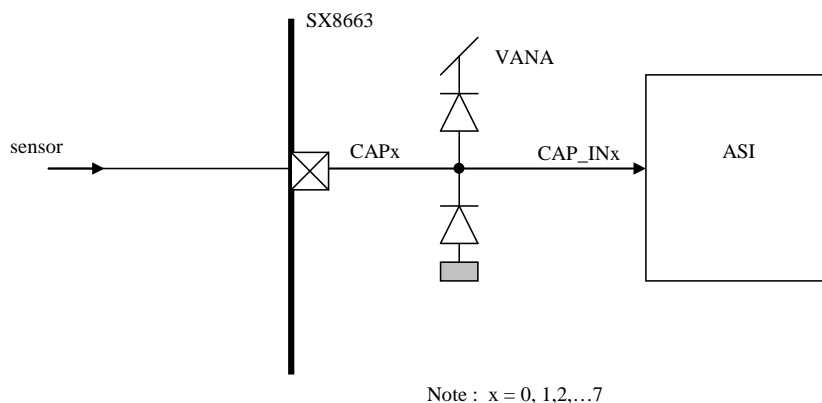 SX8663
VANA
sensor
CAPx
CAP_INx
ASI
Note : x = 0, 1,2,…7